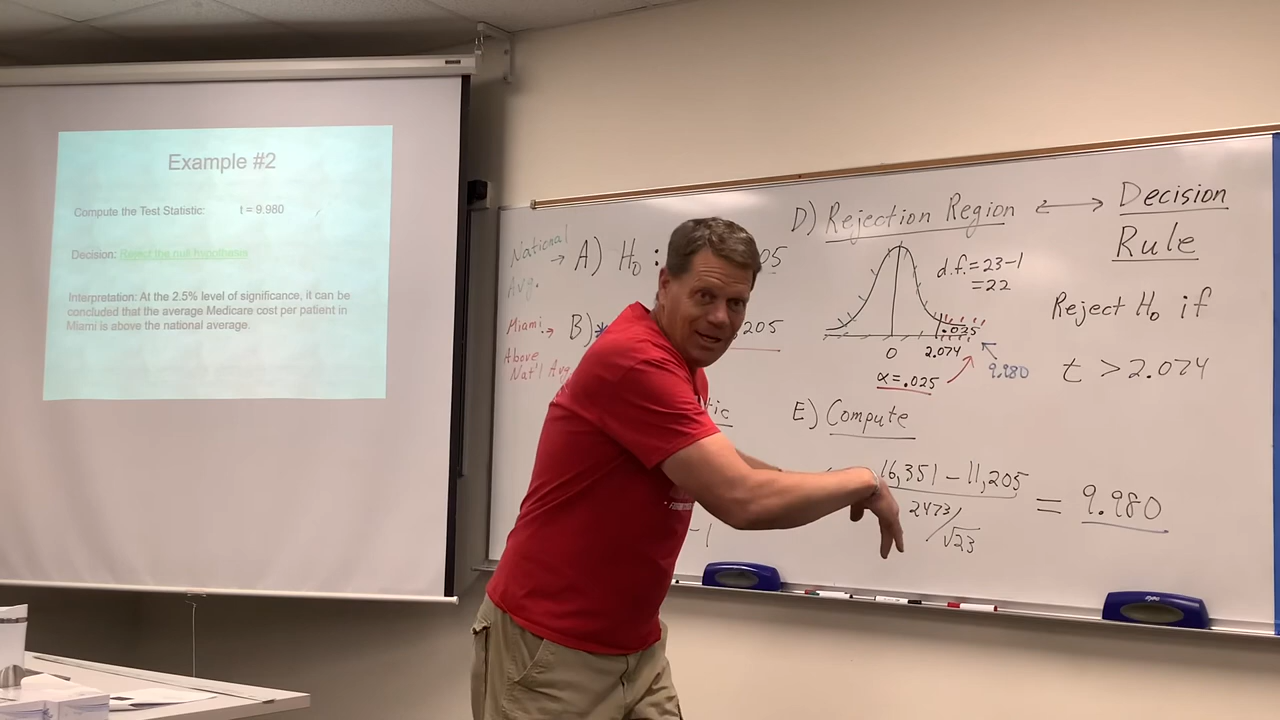 Example #2
Compute the Test Statistic: t = 9.980
Decision: Reject the null hypothesis
Interpretation: At the 2.5% level of significance, it can be
concluded that the average Medicare cost per patient in
Miami is above the national average.
National
Avg.
→ A) H₀ : 05
Miami → B) * ,205
Above
Nat'l Avg
tic
-1
D) Rejection Region ↔ Decision
Rule
d.f. = 23-1
= 22
.025
0 2.074
9.980
α = .025
Reject H₀ if
t > 2.074
E) Compute
16,351 - 11,205
2473/√23
= 9.980
expo